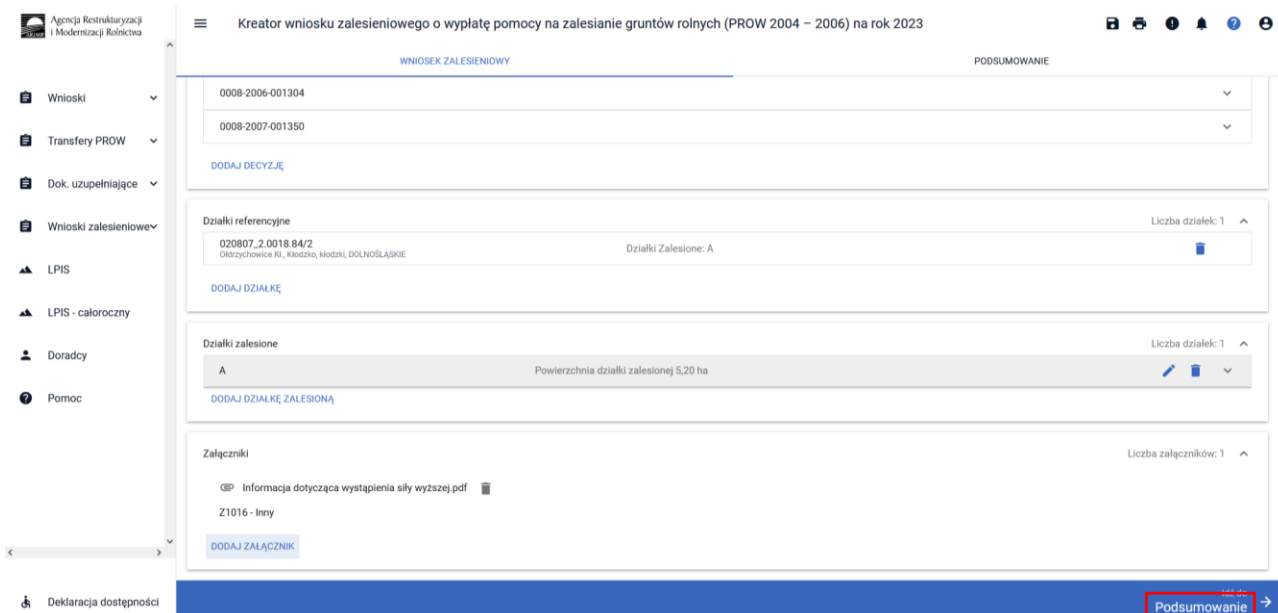 Agencja Restrukturyzacji
i Modernizacji Rolnictwa
Kreator wniosku zalesieniowego o wypłatę pomocy na zalesianie gruntów rolnych (PROW 2004 – 2006) na rok 2023
WNIOSEK ZALESIENIOWY
PODSUMOWANIE
Wnioski
Transfery PROW
Dok. uzupełniające
Wnioski zalesieniowe
LPIS
LPIS - całoroczny
Doradcy
Pomoc
Deklaracja dostępności
0008-2006-001304
0008-2007-001350
DODAJ DECYZJĘ
Działki referencyjne
Liczba działek: 1
020807_2.0018.84/2
Działki Zalesione: A
Ołdrzychowice Kł., Kłodzko, kłodzki, DOLNOŚLĄSKIE
DODAJ DZIAŁKĘ
Działki zalesione
Liczba działek: 1
A
Powierzchnia działki zalesionej 5,20 ha
DODAJ DZIAŁKĘ ZALESIONĄ
Załączniki
Liczba załączników: 1
Informacja dotycząca wystąpienia siły wyższej.pdf
Z1016 - Inny
DODAJ ZAŁĄCZNIK
Idź do
Podsumowanie